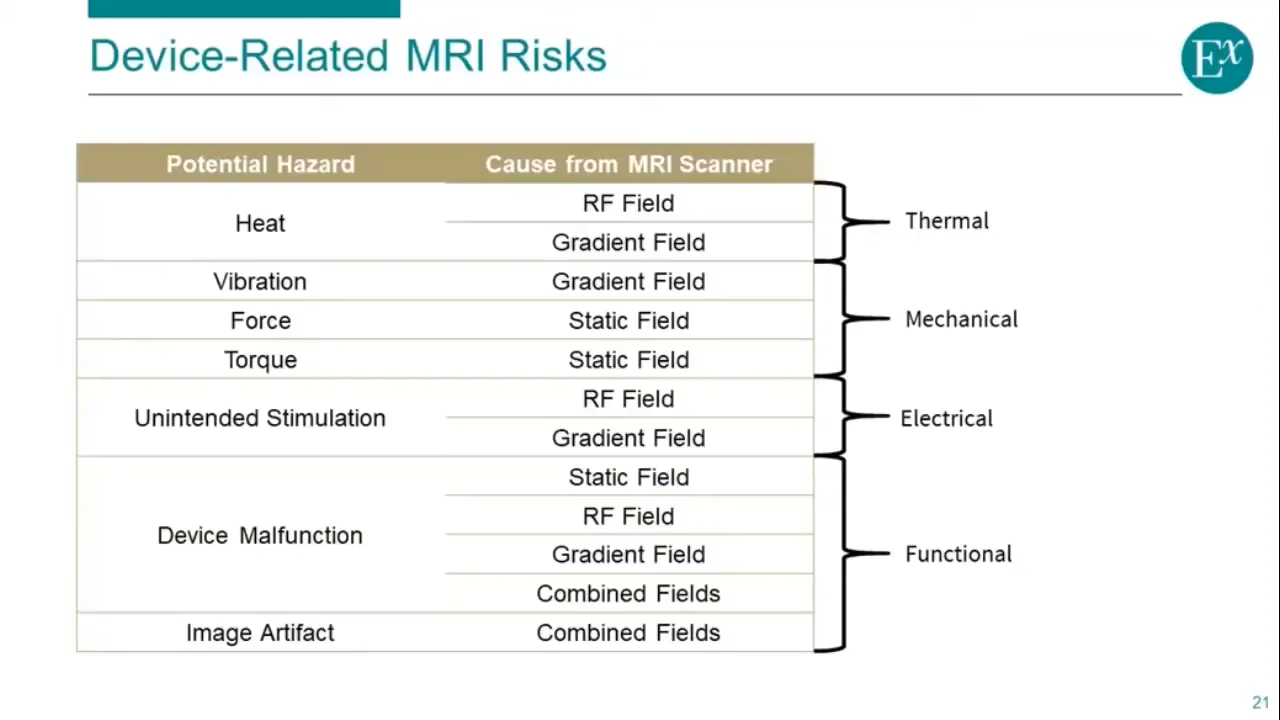 Device-Related MRI Risks
Ex
Potential Hazard Cause from MRI Scanner
Heat
RF Field
Gradient Field
Thermal
Vibration Gradient Field
Force Static Field
Torque Static Field
Mechanical
Unintended Stimulation
RF Field
Gradient Field
Electrical
Device Malfunction
Static Field
RF Field
Gradient Field
Combined Fields
Image Artifact Combined Fields
Functional
21